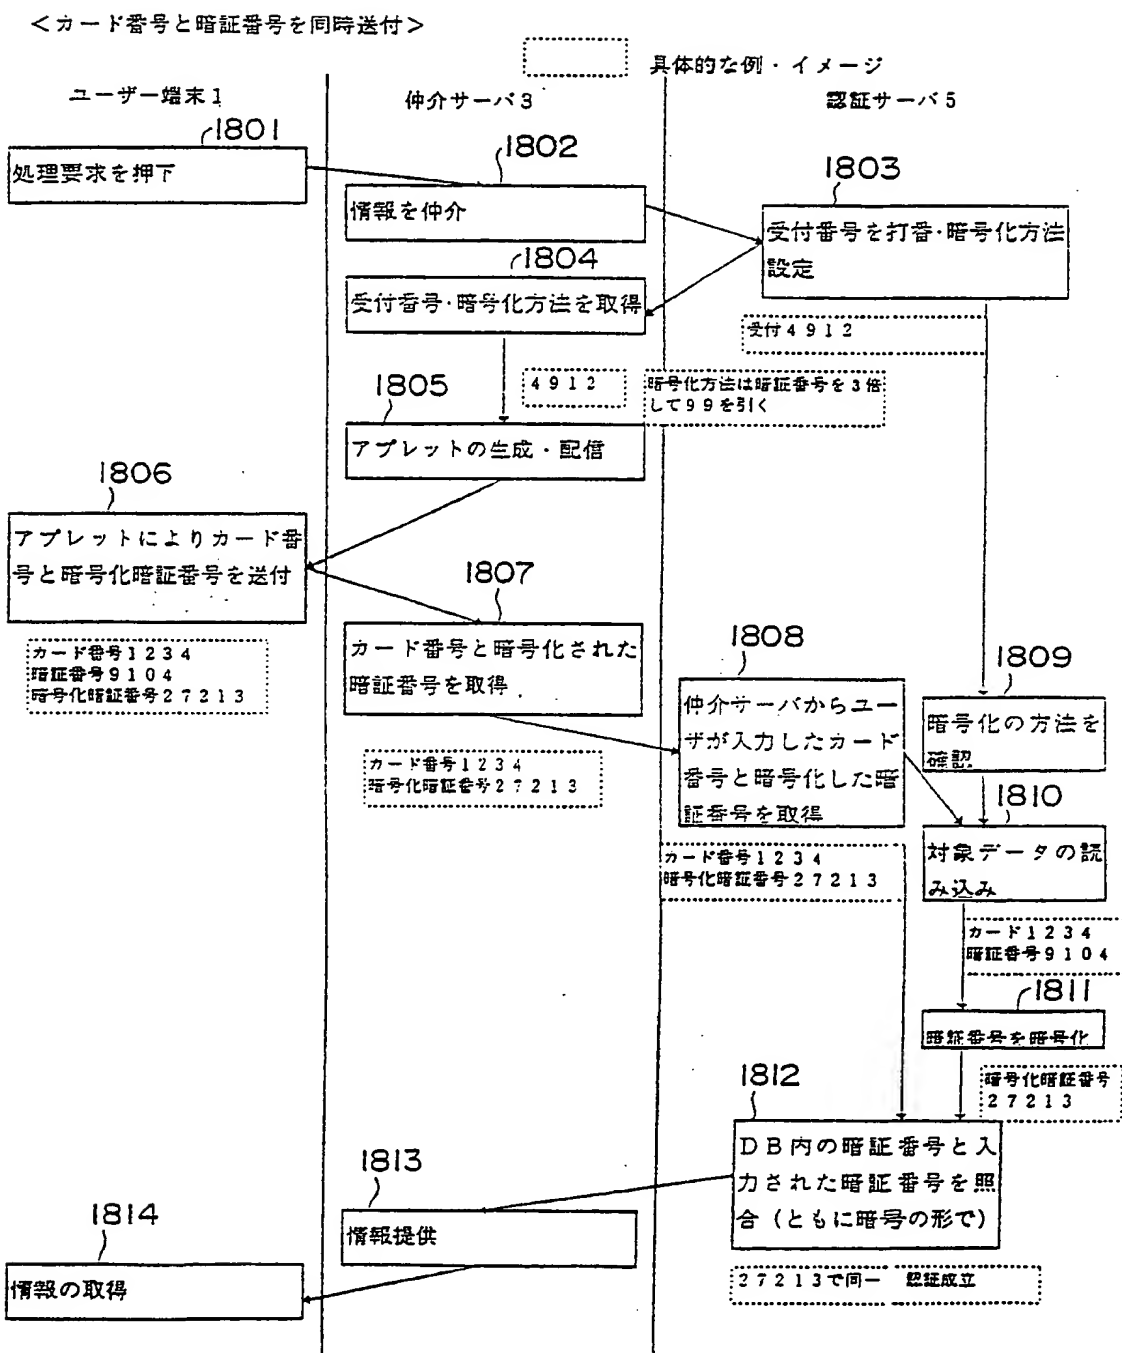 ＜カード番号と暗証番号を同時送付＞
具体的な例・イメージ
ユーザー端末1
仲介サーバ3
認証サーバ5
1801
処理要求を押下
1802
情報を仲介
1803
受付番号を打番・暗号化方法
設定
1804
受付番号・暗号化方法を取得
受付4912
4912
暗号化方法は暗証番号を3倍
して99を引く
1805
アプレットの生成・配信
1806
アプレットによりカード番
号と暗号化暗証番号を送付
カード番号1234
暗証番号9104
暗号化暗証番号27213
1807
カード番号と暗号化された
暗証番号を取得
カード番号1234
暗号化暗証番号27213
1808
仲介サーバからユー
ザが入力したカード
番号と暗号化した暗
証番号を取得
カード番号1234
暗号化暗証番号27213
1809
暗号化の方法を
確認
1810
対象データの読
み込み
カード1234
暗証番号9104
1811
暗証番号を暗号化
暗号化暗証番号
27213
1812
DB内の暗証番号と入
力された暗証番号を照
合（ともに暗号の形で）
27213で同一　認証成立
1813
情報提供
1814
情報の取得